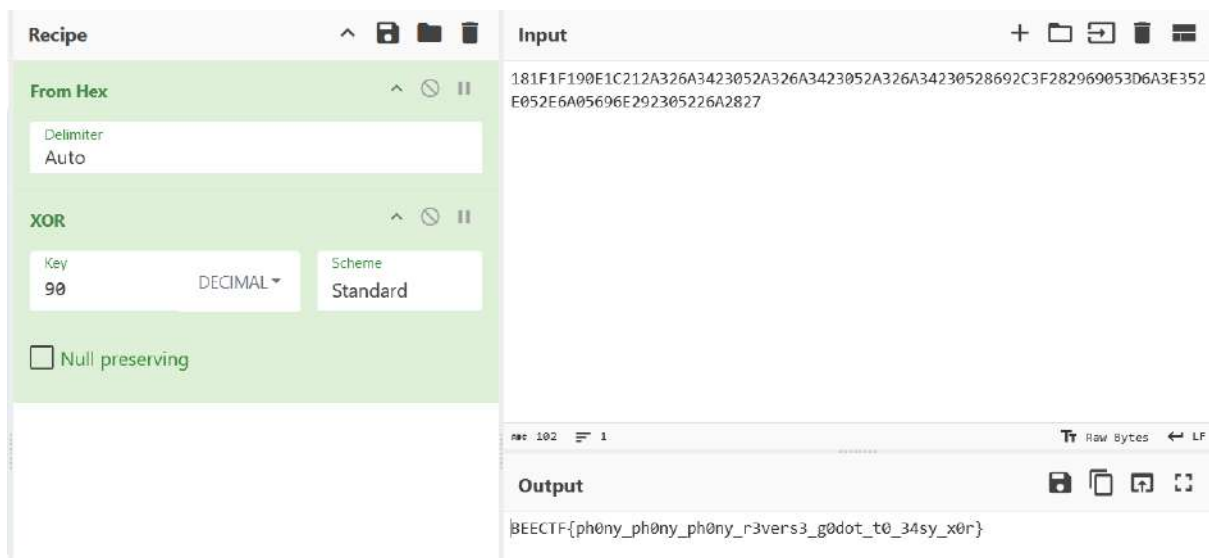 Recipe
From Hex
Delimiter
Auto
XOR
Key
90
DECIMAL
Scheme
Standard
Null preserving
Input
181F1F190E1C212A326A3423052A326A3423052A326A34230528692C3F282969053D6A3E352
E052E6A05696E292305226A2827
102 1
Raw Bytes LF
Output
BEECTF{ph0ny_ph0ny_ph0ny_r3vers3_g0dot_t0_34sy_x0r}